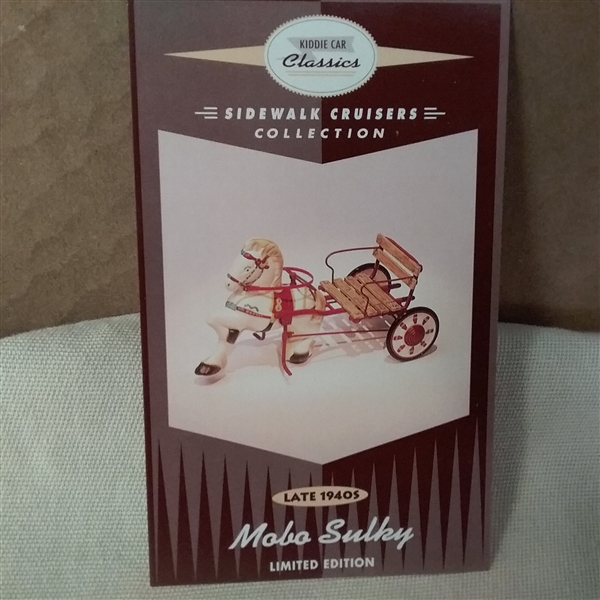 KIDDIE CAR
Classics
SIDEWALK CRUISERS
COLLECTION
LATE 1940S
Mobo Sulky
LIMITED EDITION